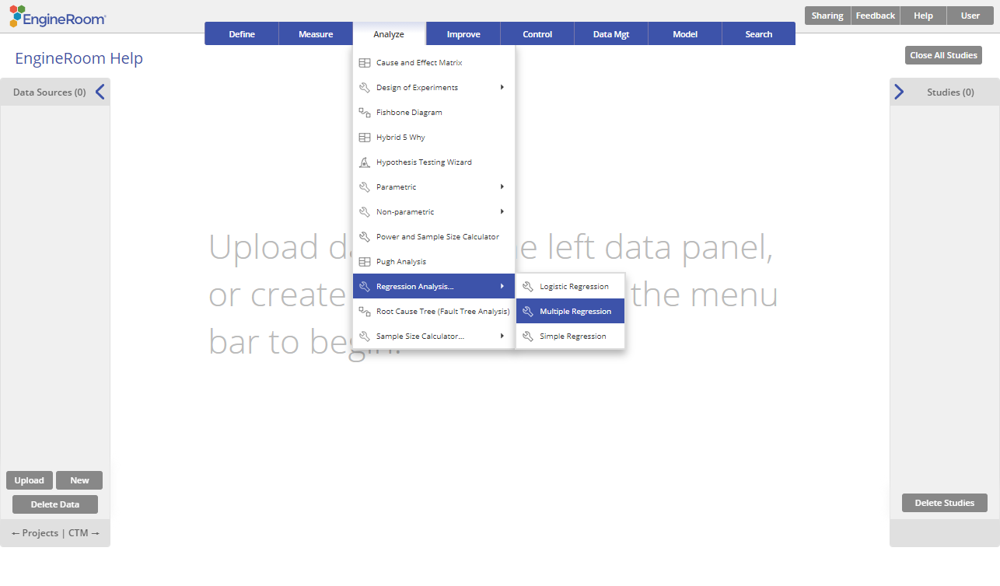 EngineRoom®
Sharing
Feedback
Help
User
Define
Measure
Analyze
Improve
Control
Data Mgt
Model
Search
EngineRoom Help
Close All Studies
Data Sources (0)
Studies (0)
Cause and Effect Matrix
Design of Experiments
Fishbone Diagram
Hybrid 5 Why
Hypothesis Testing Wizard
Parametric
Non-parametric
Power and Sample Size Calculator
Pugh Analysis
Regression Analysis...
Root Cause Tree (Fault Tree Analysis)
Sample Size Calculator...
Logistic Regression
Multiple Regression
Simple Regression
Upload left data panel,
or create the menu
bar to begin.
Upload
New
Delete Data
← Projects | CTM →
Delete Studies